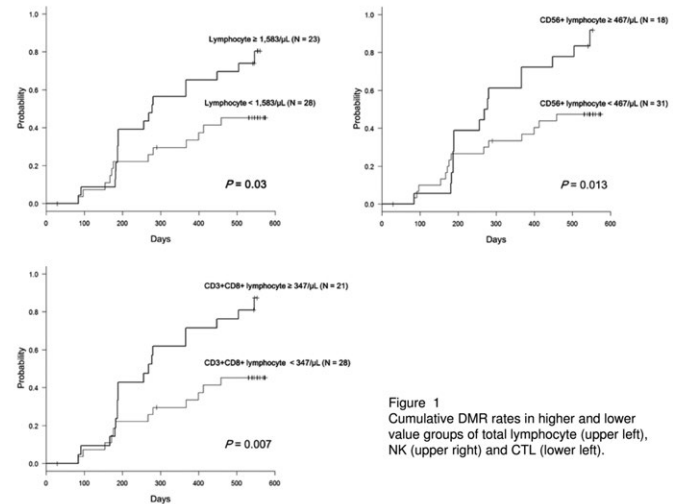 1.0
0.8
0.6
0.4
0.2
0.0
Probability
Lymphocyte ≥ 1,583/μL (N = 23)
Lymphocyte < 1,583/μL (N = 28)
P = 0.03
0 100 200 300 400 500 600
Days
1.0
0.8
0.6
0.4
0.2
0.0
Probability
CD56+ lymphocyte ≥ 467/μL (N = 18)
CD56+ lymphocyte < 467/μL (N = 31)
P = 0.013
0 100 200 300 400 500 600
Days
1.0
0.8
0.6
0.4
0.2
0.0
Probability
CD3+CD8+ lymphocyte ≥ 347/μL (N = 21)
CD3+CD8+ lymphocyte < 347/μL (N = 28)
P = 0.007
0 100 200 300 400 500 600
Days
Figure 1
Cumulative DMR rates in higher and lower
value groups of total lymphocyte (upper left),
NK (upper right) and CTL (lower left).